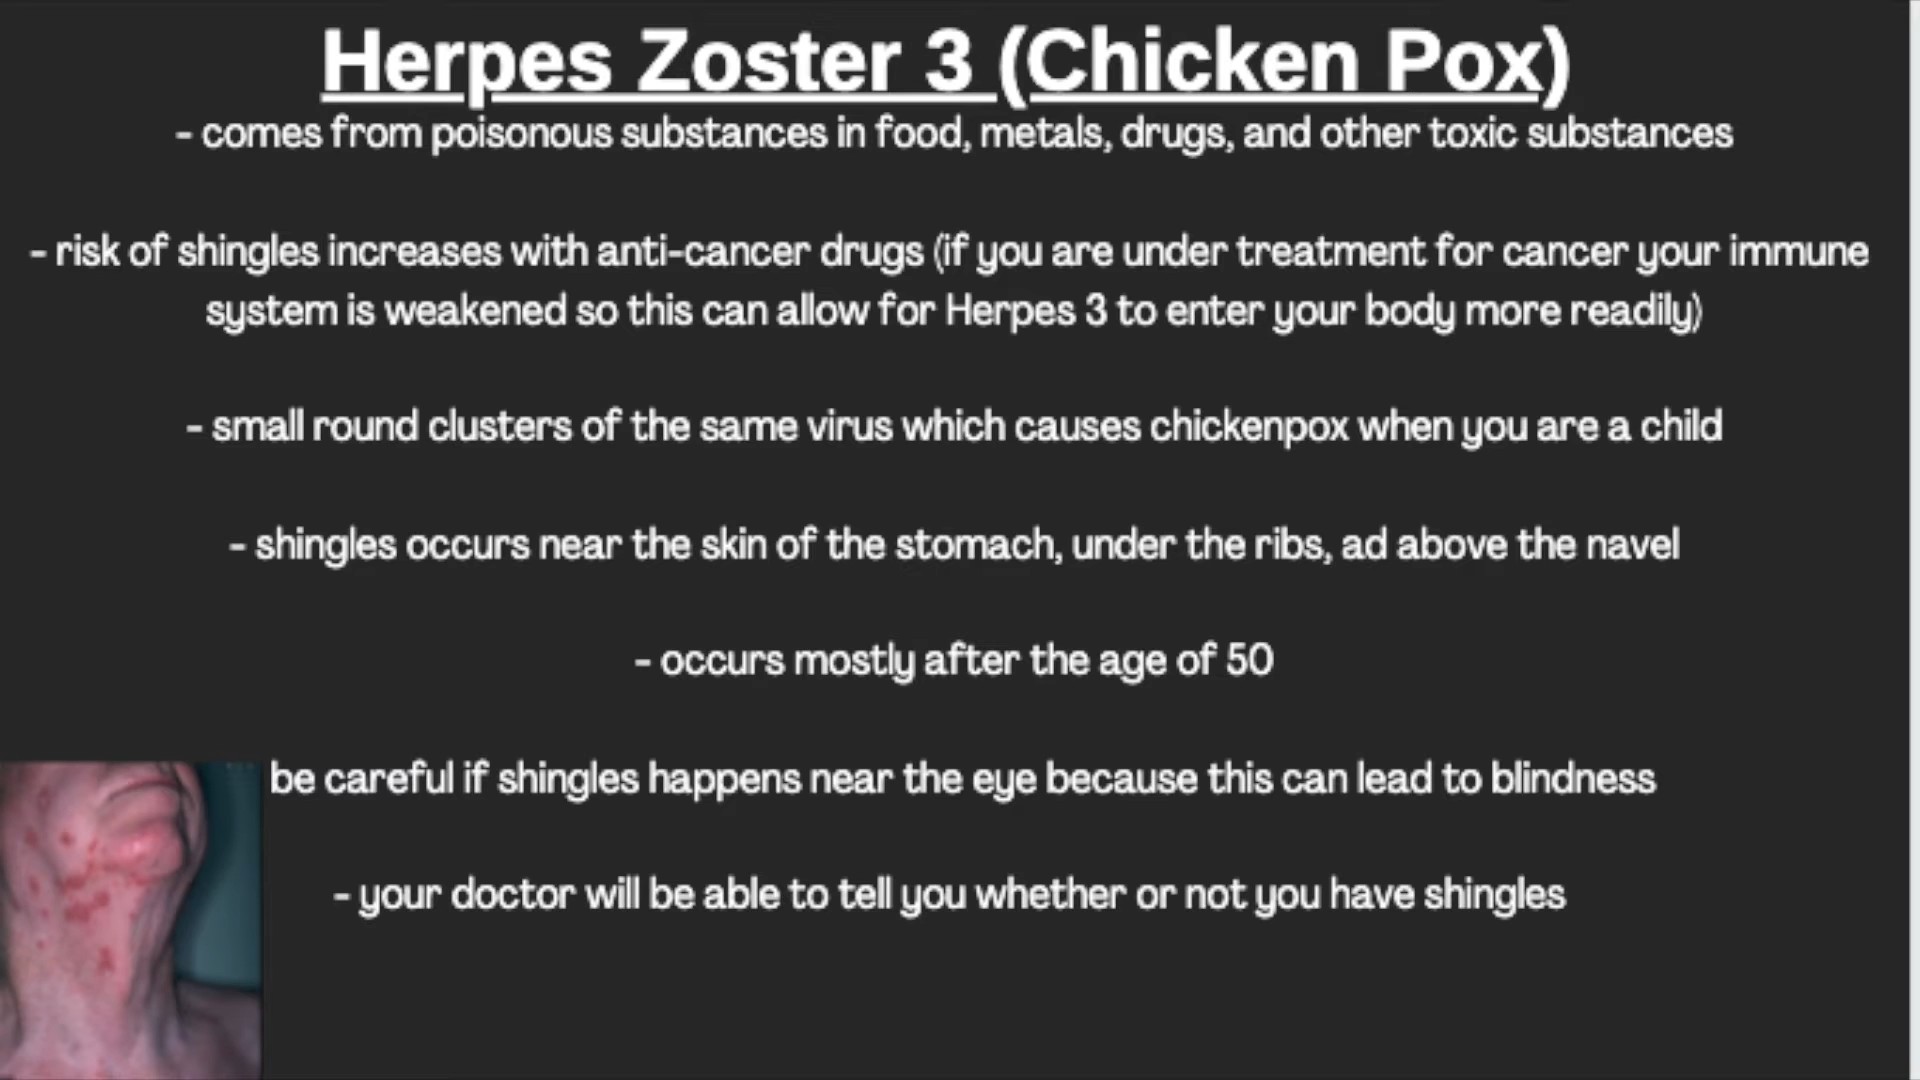 Herpes Zoster 3 (Chicken Pox)
- comes from poisonous substances in food, metals, drugs, and other toxic substances
- risk of shingles increases with anti-cancer drugs (if you are under treatment for cancer your immune
system is weakened so this can allow for Herpes 3 to enter your body more readily)
- small round clusters of the same virus which causes chickenpox when you are a child
- shingles occurs near the skin of the stomach, under the ribs, ad above the navel
- occurs mostly after the age of 50
be careful if shingles happens near the eye because this can lead to blindness
- your doctor will be able to tell you whether or not you have shingles